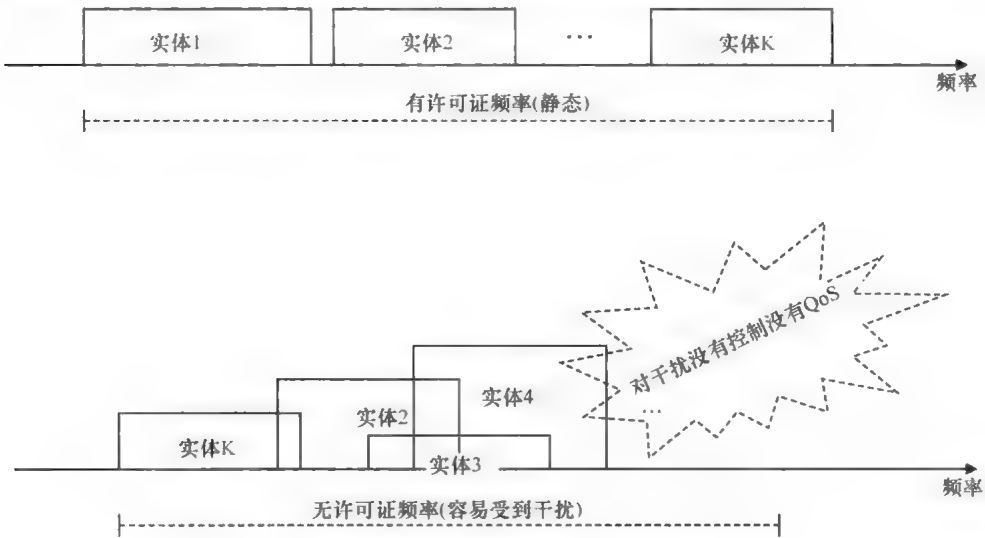 实体1
实体2
…
实体K
频率
有许可证频率(静态)
对干扰没有控制没有QoS
…
实体4
实体2
实体K
实体3
频率
无许可证频率(容易受到干扰)